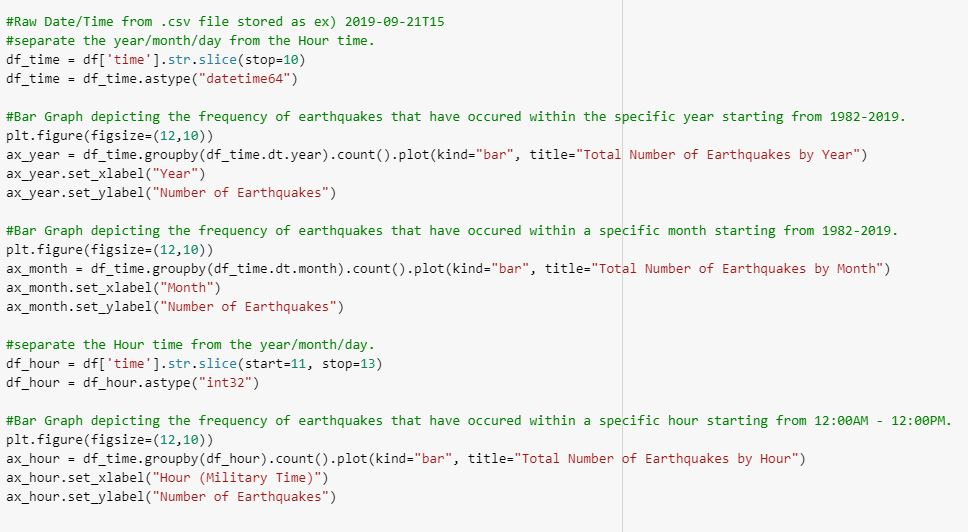 #Raw Date/Time from .csv file stored as ex) 2019-09-21T15
#separate the year/month/day from the Hour time.
df_time = df['time'].str.slice(stop=10)
df_time = df_time.astype("datetime64")
#Bar Graph depicting the frequency of earthquakes that have occured within the specific year starting from 1982-2019.
plt.figure(figsize=(12,10))
ax_year = df_time.groupby(df_time.dt.year).count().plot(kind="bar", title="Total Number of Earthquakes by Year")
ax_year.set_xlabel("Year")
ax_year.set_ylabel("Number of Earthquakes")
#Bar Graph depicting the frequency of earthquakes that have occured within a specific month starting from 1982-2019.
plt.figure(figsize=(12,10))
ax_month = df_time.groupby(df_time.dt.month).count().plot(kind="bar", title="Total Number of Earthquakes by Month")
ax_month.set_xlabel("Month")
ax_month.set_ylabel("Number of Earthquakes")
#separate the Hour time from the year/month/day.
df_hour = df['time'].str.slice(start=11, stop=13)
df_hour = df_hour.astype("int32")
#Bar Graph depicting the frequency of earthquakes that have occured within a specific hour starting from 12:00AM - 12:00PM.
plt.figure(figsize=(12,10))
ax_hour = df_time.groupby(df_hour).count().plot(kind="bar", title="Total Number of Earthquakes by Hour")
ax_hour.set_xlabel("Hour (Military Time)")
ax_hour.set_ylabel("Number of Earthquakes")